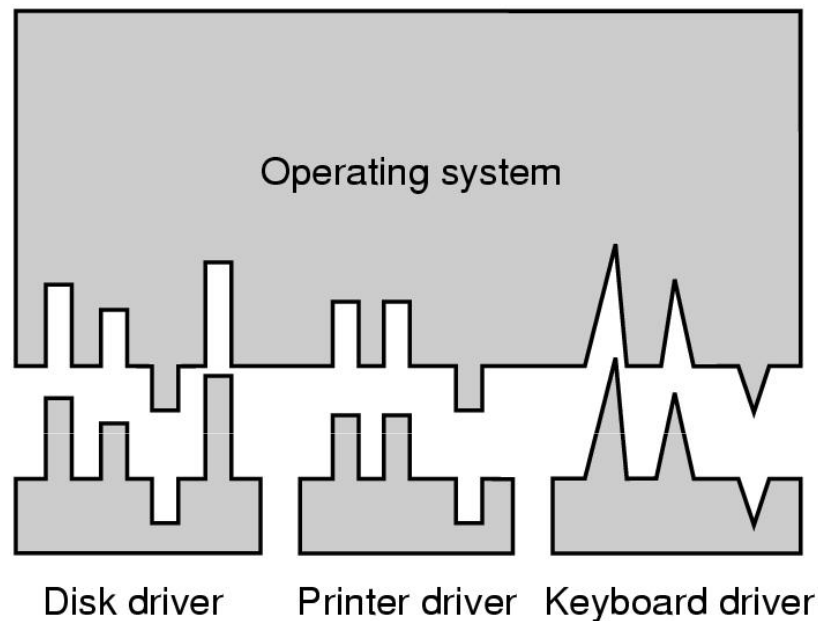 Operating system
Disk driver
Printer driver
Keyboard driver